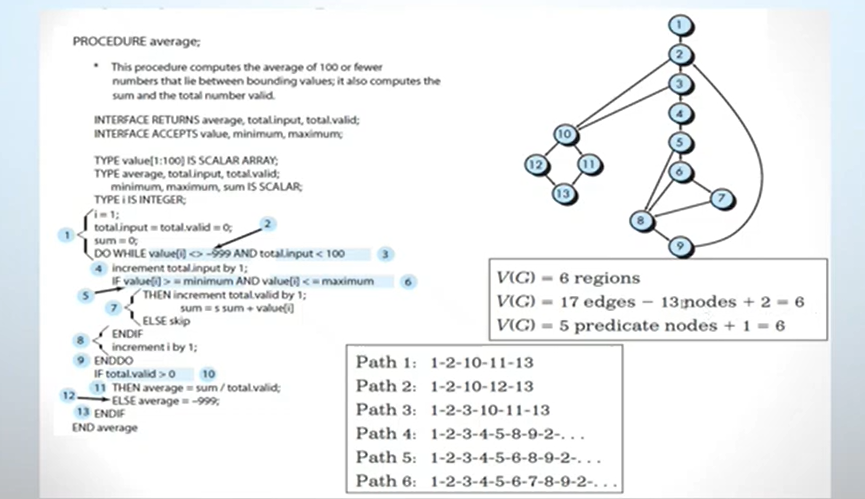 PROCEDURE average;
* This procedure computes the average of 100 or fewer
numbers that lie between bounding values; it also computes the
sum and the total number valid.
INTERFACE RETURNS average, total.input, total.valid;
INTERFACE ACCEPTS value, minimum, maximum;
TYPE value[1:100] IS SCALAR ARRAY;
TYPE average, total.input, total.valid;
minimum, maximum, sum IS SCALAR;
TYPE i IS INTEGER;
i = 1;
total.input = total.valid = 0;
2
1
sum = 0;
DO WHILE value[i] <> -999 AND total.input < 100
3
4 increment total.input by 1;
IF value[i] > = minimum AND value[i] < = maximum
6
5
THEN increment total.valid by 1;
7
sum = s sum + value[i]
ELSE skip
8
ENDIF
increment i by 1;
9 ENDDO
IF total.valid > 0 10
11 THEN average = sum / total.valid;
12
ELSE average = -999;
13 ENDIF
END average
1
2
3
4
5
6
7
8
9
10
12
11
13
V(G) = 6 regions
V(G) = 17 edges − 13 nodes + 2 = 6
V(G) = 5 predicate nodes + 1 = 6
Path 1: 1-2-10-11-13
Path 2: 1-2-10-12-13
Path 3: 1-2-3-10-11-13
Path 4: 1-2-3-4-5-8-9-2-. . .
Path 5: 1-2-3-4-5-6-8-9-2-. . .
Path 6: 1-2-3-4-5-6-7-8-9-2-. . .